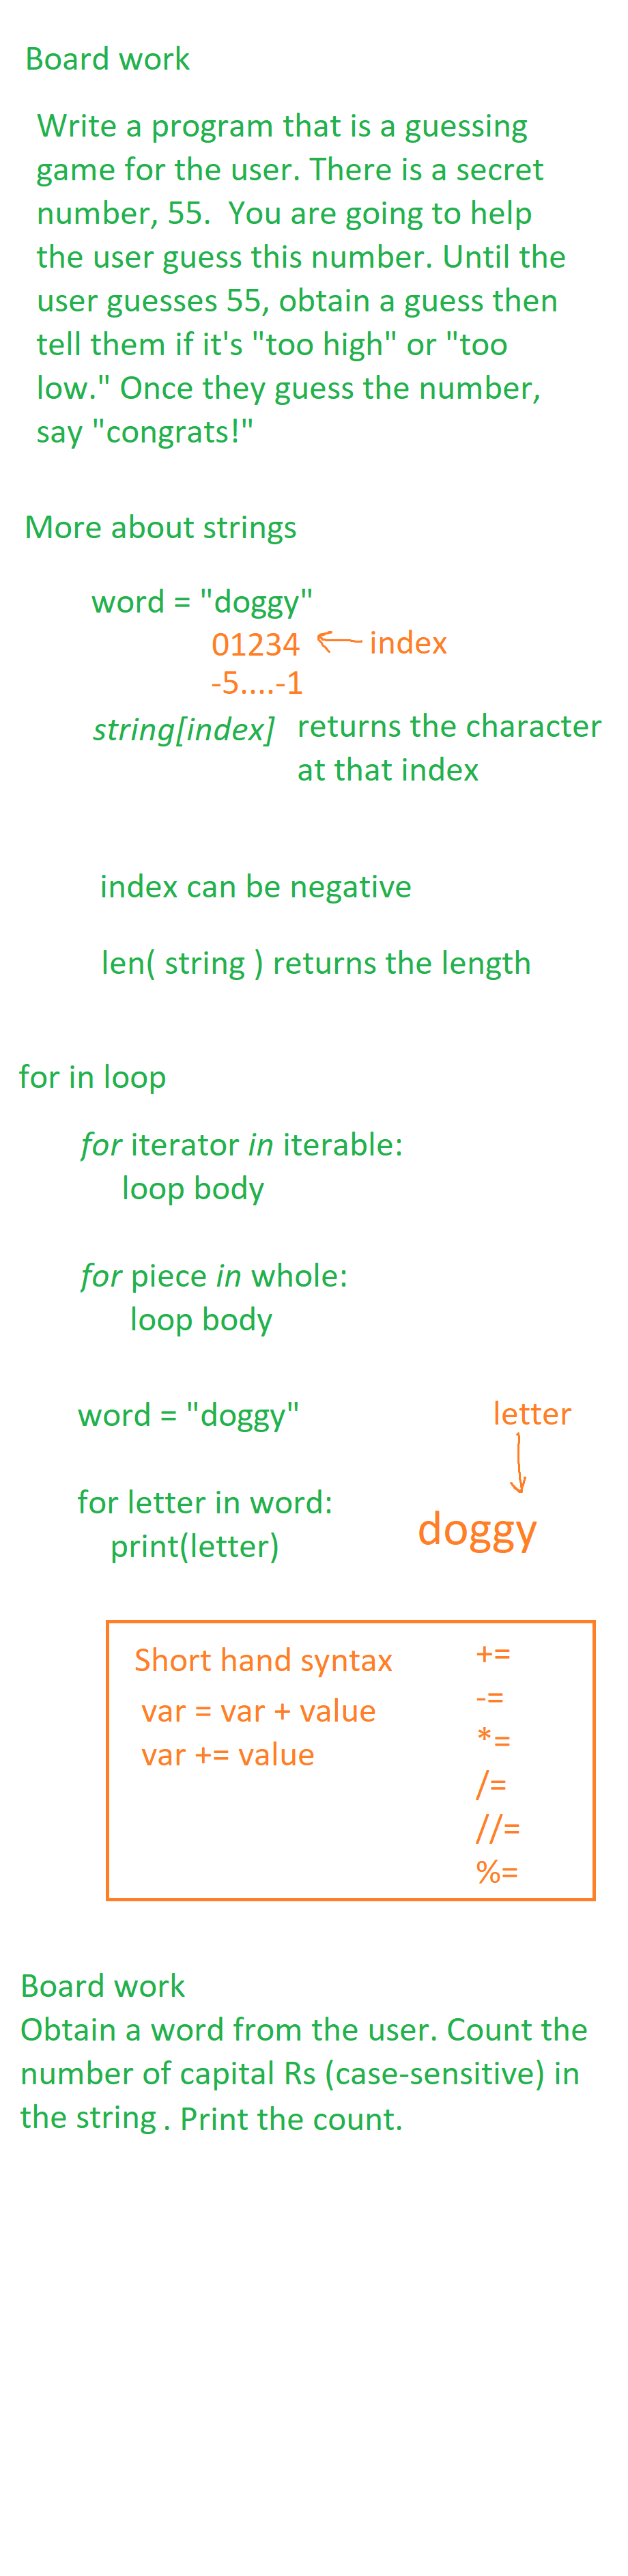 Board work
Write a program that is a guessing
game for the user. There is a secret
number, 55.  You are going to help
the user guess this number. Until the
user guesses 55, obtain a guess then
tell them if it's "too high" or "too
low." Once they guess the number,
say "congrats!"
More about strings
word = "doggy"
01234 index
-5....-1
string[index] returns the character
at that index
index can be negative
len( string ) returns the length
for in loop
for iterator in iterable:
loop body
for piece in whole:
loop body
word = "doggy"
letter
for letter in word:
print(letter)
doggy
Short hand syntax
var = var + value
var += value
+=
-=
*=
/=
//=
%=
Board work
Obtain a word from the user. Count the
number of capital Rs (case-sensitive) in
the string . Print the count.